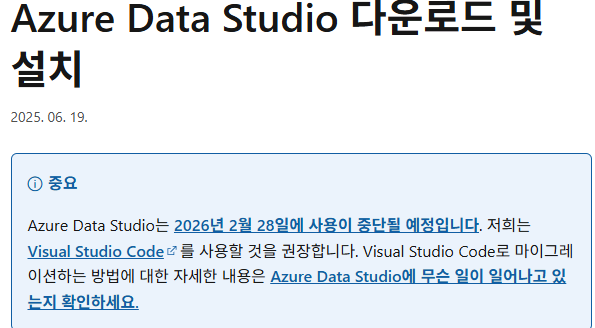 Azure Data Studio 다운로드 및
설치
2025. 06. 19.
중요
Azure Data Studio는 2026년 2월 28일에 사용이 중단될 예정입니다. 저희는
Visual Studio Code 를 사용할 것을 권장합니다. Visual Studio Code로 마이그레
이션하는 방법에 대한 자세한 내용은 Azure Data Studio에 무슨 일이 일어나고 있
는지 확인하세요.